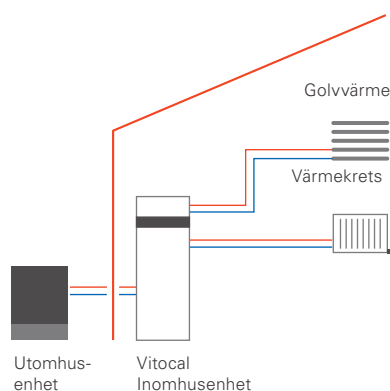 Golvvärme
Värmekrets
Utomhus-
enhet
Vitocal
Inomhusenhet